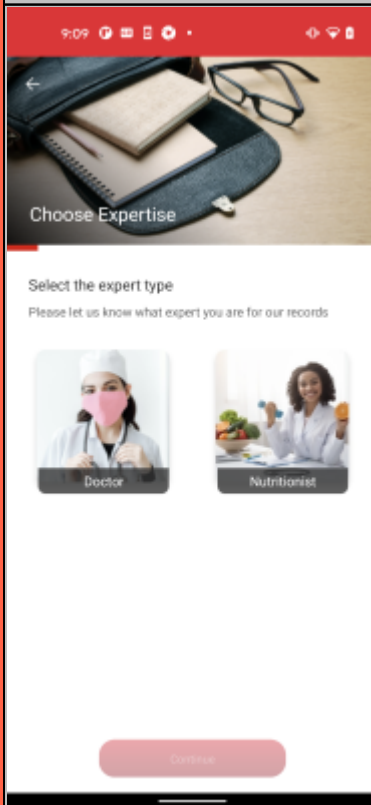 9:09
Choose Expertise
Select the expert type
Please let us know what expert you are for our records
Doctor
Nutritionist
Continue